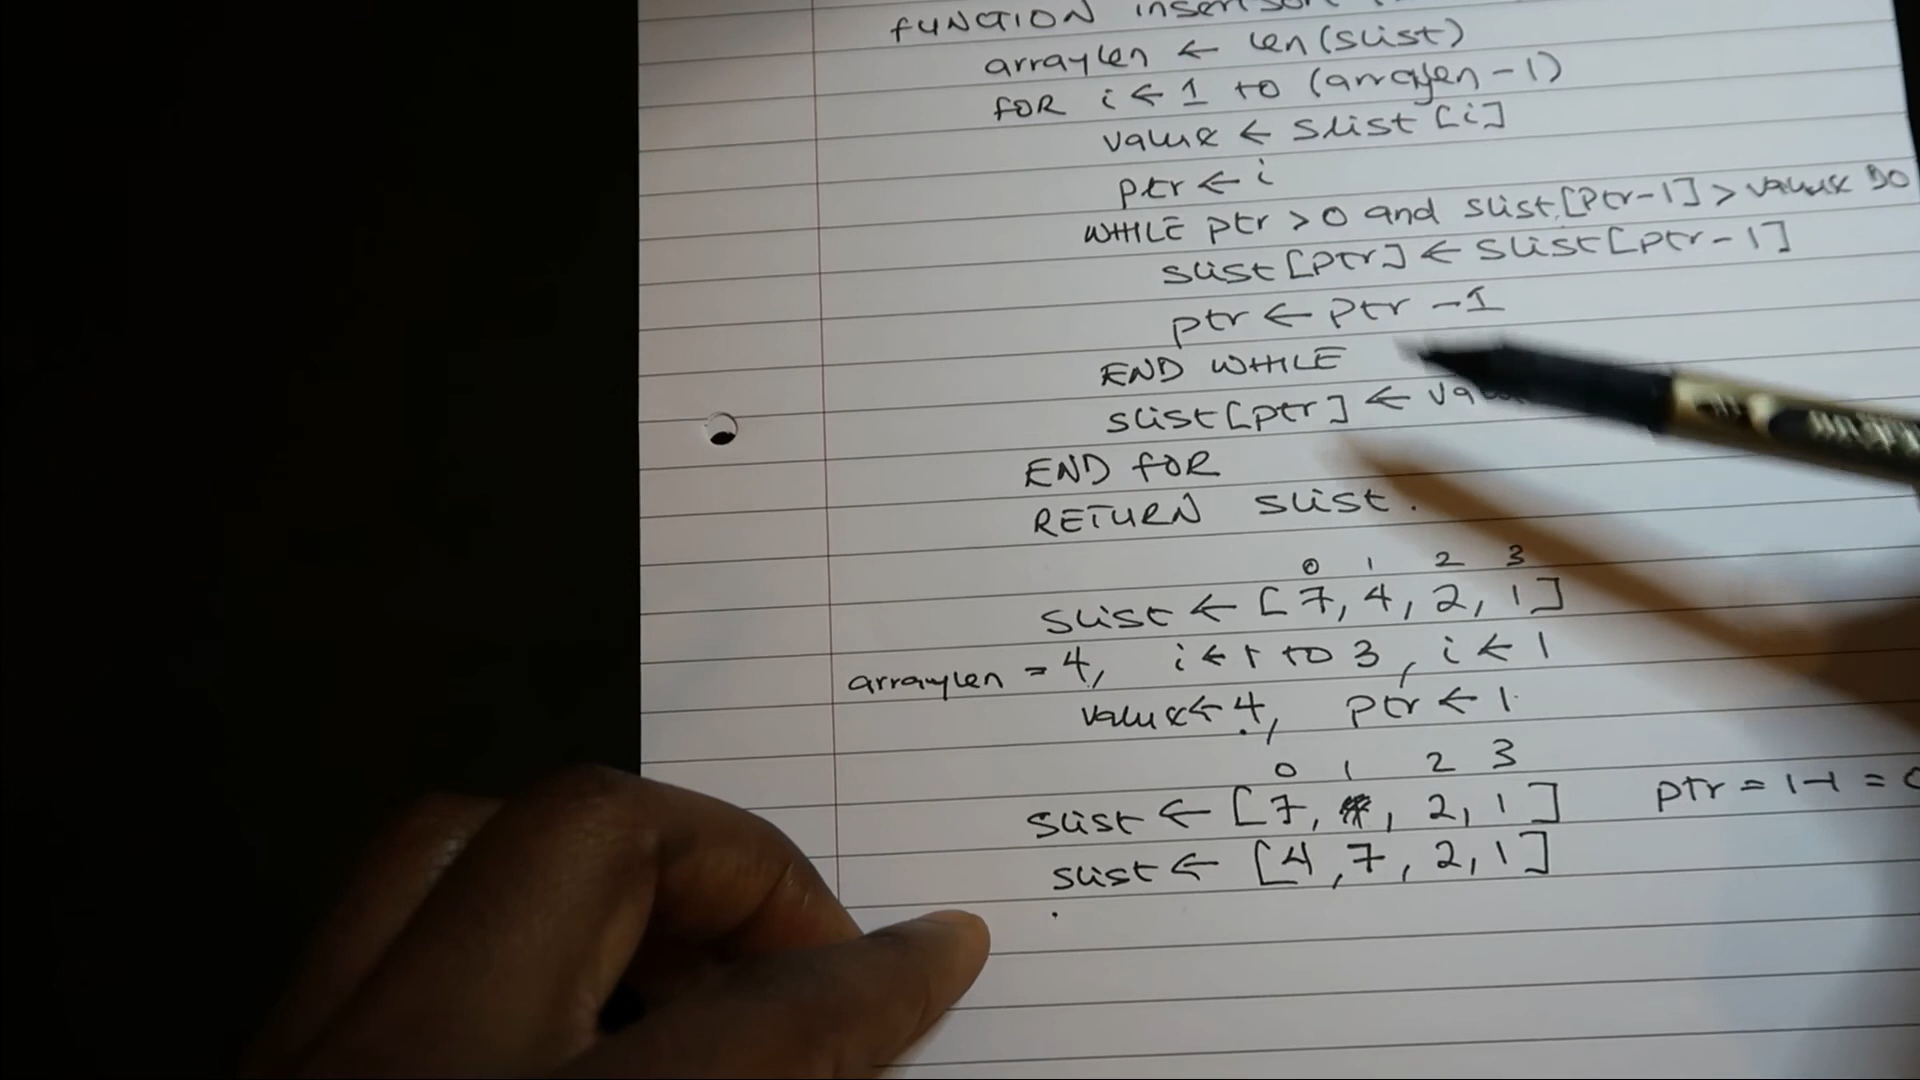 FUNCTION
arraylen ← len(slist)
FOR i ← 1 to (arraylen - 1)
value ← slist [i]
ptr ← i
WHILE ptr > 0 and slist[ptr-1] > value DO
slist[ptr] ← slist[ptr-1]
ptr ← ptr -1
END WHILE
slist[ptr] ←
END FOR
RETURN slist.
0 1 2 3
slist ← [7, 4, 2, 1]
arraylen = 4, i ← 1 to 3, i ← 1
value ← 4, ptr ← 1
0 1 2 3
slist ← [7, , 2, 1] ptr = 1-1 =
slist ← [4, 7, 2, 1]